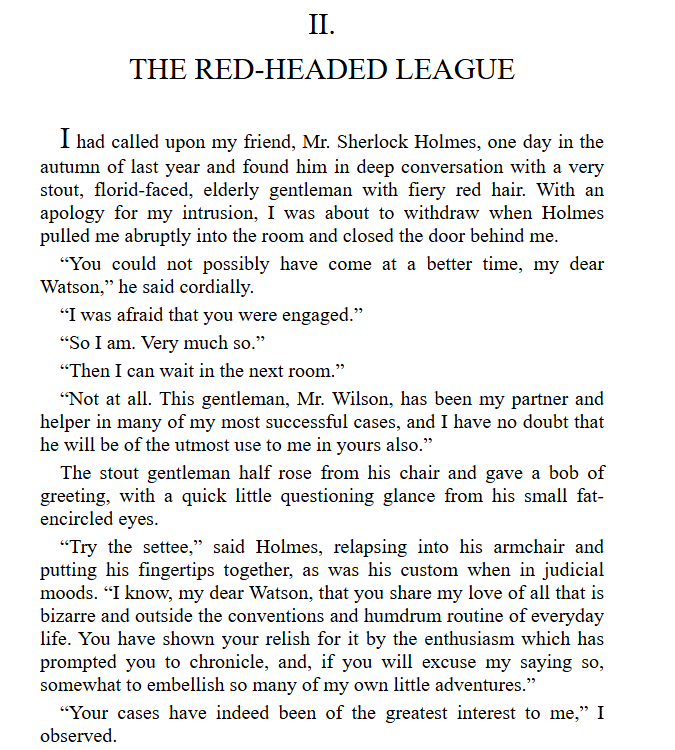 II.
THE RED-HEADED LEAGUE
I had called upon my friend, Mr. Sherlock Holmes, one day in the
autumn of last year and found him in deep conversation with a very
stout, florid-faced, elderly gentleman with fiery red hair. With an
apology for my intrusion, I was about to withdraw when Holmes
pulled me abruptly into the room and closed the door behind me.
“You could not possibly have come at a better time, my dear
Watson,” he said cordially.
“I was afraid that you were engaged.”
“So I am. Very much so.”
“Then I can wait in the next room.”
“Not at all. This gentleman, Mr. Wilson, has been my partner and
helper in many of my most successful cases, and I have no doubt that
he will be of the utmost use to me in yours also.”
The stout gentleman half rose from his chair and gave a bob of
greeting, with a quick little questioning glance from his small fat-
encircled eyes.
“Try the settee,” said Holmes, relapsing into his armchair and
putting his fingertips together, as was his custom when in judicial
moods. “I know, my dear Watson, that you share my love of all that is
bizarre and outside the conventions and humdrum routine of everyday
life. You have shown your relish for it by the enthusiasm which has
prompted you to chronicle, and, if you will excuse my saying so,
somewhat to embellish so many of my own little adventures.”
“Your cases have indeed been of the greatest interest to me,” I
observed.